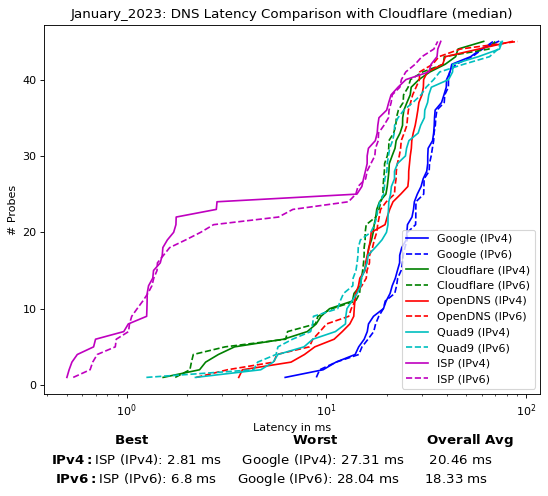 January_2023: DNS Latency Comparison with Cloudflare (median)
# Probes
40
30
20
10
0
Google (IPv4)
Google (IPv6)
Cloudflare (IPv4)
Cloudflare (IPv6)
OpenDNS (IPv4)
OpenDNS (IPv6)
Quad9 (IPv4)
Quad9 (IPv6)
ISP (IPv4)
ISP (IPv6)
10⁰ 10¹ 10²
Latency in ms
Best Worst Overall Avg
IPv4: ISP (IPv4): 2.81 ms Google (IPv4): 27.31 ms 20.46 ms
IPv6: ISP (IPv6): 6.8 ms Google (IPv6): 28.04 ms 18.33 ms